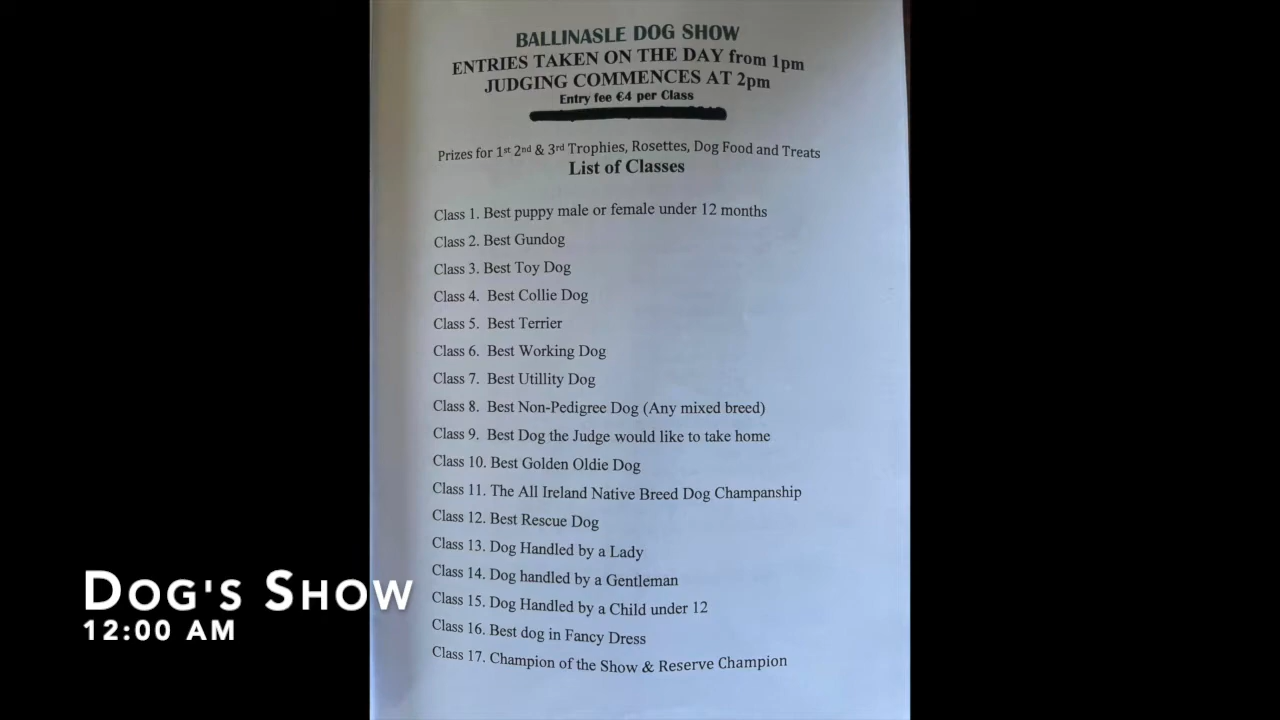 BALLINASLE DOG SHOW
ENTRIES TAKEN ON THE DAY from 1pm
JUDGING COMMENCES AT 2pm
Entry fee €4 per Class
Prizes for 1st 2nd & 3rd Trophies, Rosettes, Dog Food and Treats
List of Classes
Class 1. Best puppy male or female under 12 months
Class 2. Best Gundog
Class 3. Best Toy Dog
Class 4. Best Collie Dog
Class 5. Best Terrier
Class 6. Best Working Dog
Class 7. Best Utillity Dog
Class 8. Best Non-Pedigree Dog (Any mixed breed)
Class 9. Best Dog the Judge would like to take home
Class 10. Best Golden Oldie Dog
Class 11. The All Ireland Native Breed Dog Champanship
Class 12. Best Rescue Dog
Class 13. Dog Handled by a Lady
Class 14. Dog handled by a Gentleman
Class 15. Dog Handled by a Child under 12
Class 16. Best dog in Fancy Dress
Class 17. Champion of the Show & Reserve Champion
DOG'S SHOW
12:00 AM